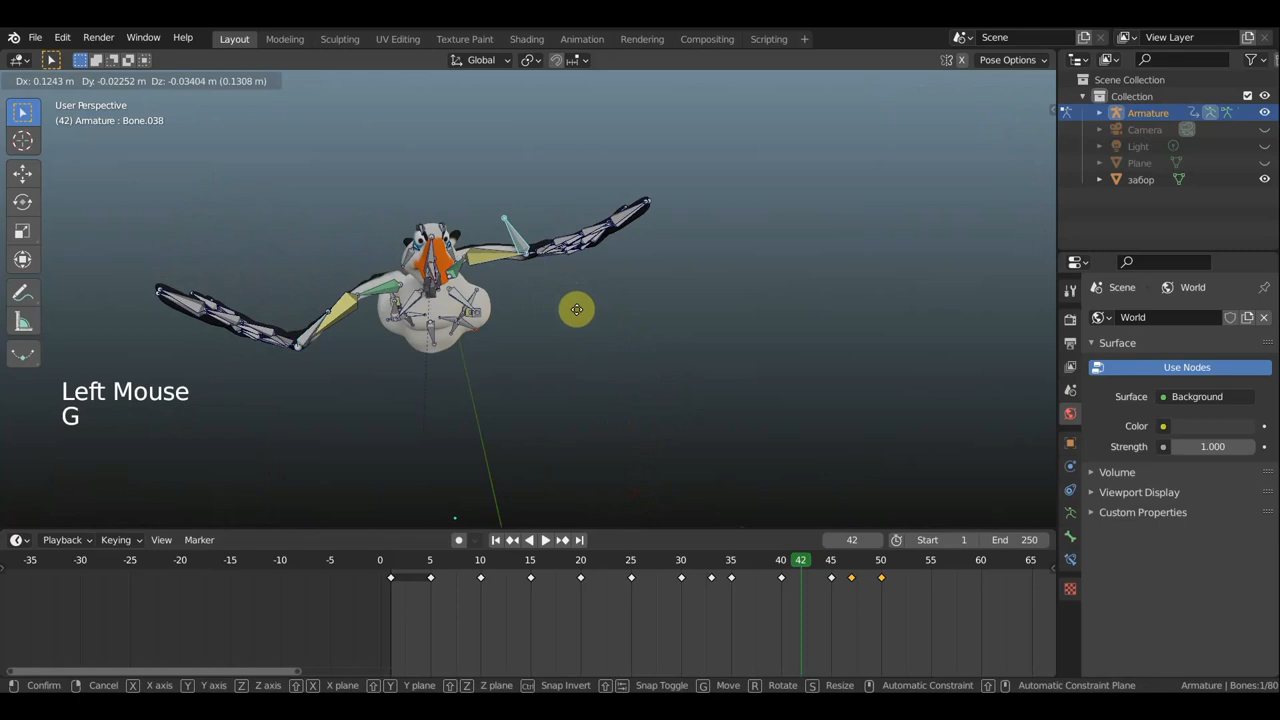 File Edit Render Window Help Layout Modeling Sculpting UV Editing Texture Paint Shading Animation Rendering Compositing Scripting + Scene View Layer
Global X Pose Options
Dx: 0.1243 m Dy: -0.02252 m Dz: -0.03404 m (0.1308 m)
User Perspective
(42) Armature : Bone.038
Scene Collection
Collection
Armature
Camera
Light
Plane
забор
Scene World
World
Surface
Use Nodes
Surface Background
Color
Strength 1.000
Volume
Viewport Display
Custom Properties
Left Mouse
G
Playback Keying View Marker 42 Start 1 End 250
-35 -30 -25 -20 -15 -10 -5 0 5 10 15 20 25 30 35 40 42 45 50 55 60 65
Confirm Cancel X X axis Y Y axis Z Z axis X X plane Y Y plane Z Z plane Ctrl Snap Invert Snap Toggle G Move R Rotate S Resize Automatic Constraint Automatic Constraint Plane Armature | Bones:1/80